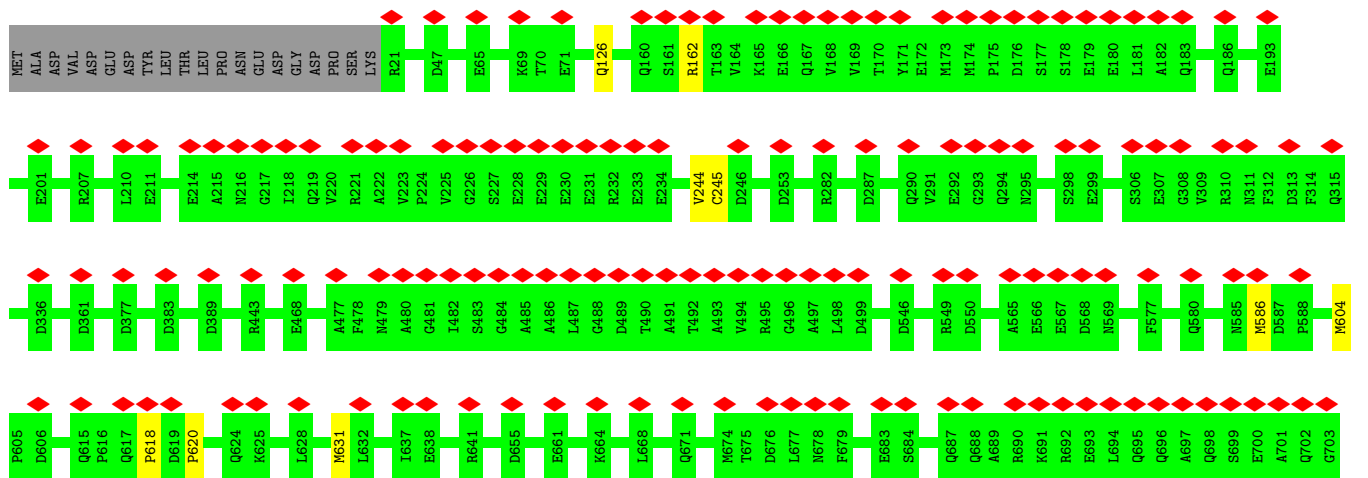 MET ALA ASP VAL ASP GLU ASP TYR LEU THR LEU PRO ASN GLU ASP GLY ASP PRO SER LYS R21 D47 E65 K69 T70 E71 Q126 Q160 S161 R162 T163 V164 K165 E166 Q167 V168 V169 T170 Y171 E172 M173 M174 P175 D176 S177 S178 E179 E180 L181 A182 Q183 Q186 E193
E201 R207 L210 E211 E214 A215 N216 G217 I218 Q219 V220 R221 A222 V223 P224 V225 G226 S227 E228 E229 E230 E231 R232 E233 E234 V244 C245 D246 D253 R282 D287 Q290 V291 E292 G293 Q294 N295 S298 E299 S306 E307 G308 V309 R310 N311 F312 D313 F314 Q315
D336 D361 D377 D383 D389 R443 E468 A477 F478 N479 A480 G481 I482 S483 G484 A485 A486 L487 G488 D489 T490 A491 T492 A493 V494 R495 G496 A497 L498 D499 D546 R549 D550 A565 E566 E567 D568 N569 F577 Q580 N585 M586 D587 P588 M604
P605 D606 Q615 P616 Q617 P618 D619 P620 Q624 K625 L628 M631 L632 I637 E638 R641 D655 E661 K664 L668 Q671 M674 T675 D676 L677 N678 F679 E683 S684 Q687 Q688 A689 R690 K691 R692 E693 L694 Q695 Q696 A697 Q698 S699 E700 A701 Q702 G703